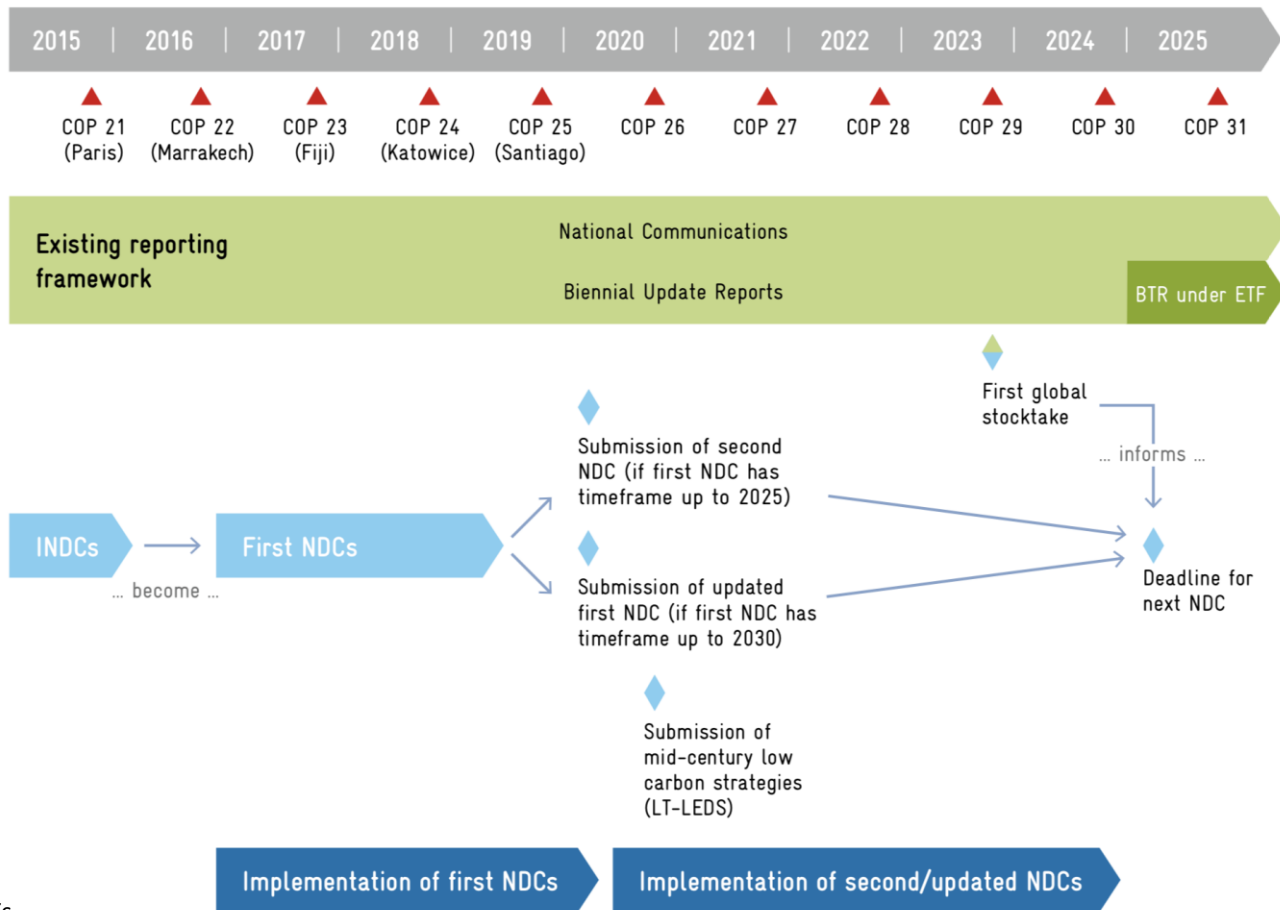 2015 | 2016 | 2017 | 2018 | 2019 | 2020 | 2021 | 2022 | 2023 | 2024 | 2025
COP 21 COP 22 COP 23 COP 24 COP 25 COP 26 COP 27 COP 28 COP 29 COP 30 COP 31
(Paris) (Marrakech) (Fiji) (Katowice) (Santiago)
Existing reporting
framework
National Communications
Biennial Update Reports
BTR under ETF
First global
stocktake
... informs ...
Submission of second
NDC (if first NDC has
timeframe up to 2025)
INDCs
... become ...
First NDCs
Submission of updated
first NDC (if first NDC has
timeframe up to 2030)
Deadline for
next NDC
Submission of
mid-century low
carbon strategies
(LT-LEDS)
Implementation of first NDCs
Implementation of second/updated NDCs